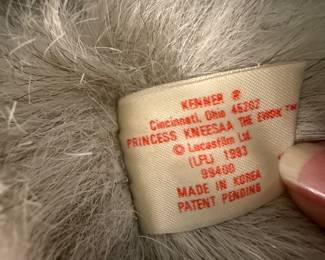 KENNER ®
Cincinnati, Ohio 45202
PRINCESS KNEESAA THE EWOK™
© Lucasfilm Ltd.
(LFL) 1983
99400
MADE IN KOREA
PATENT PENDING